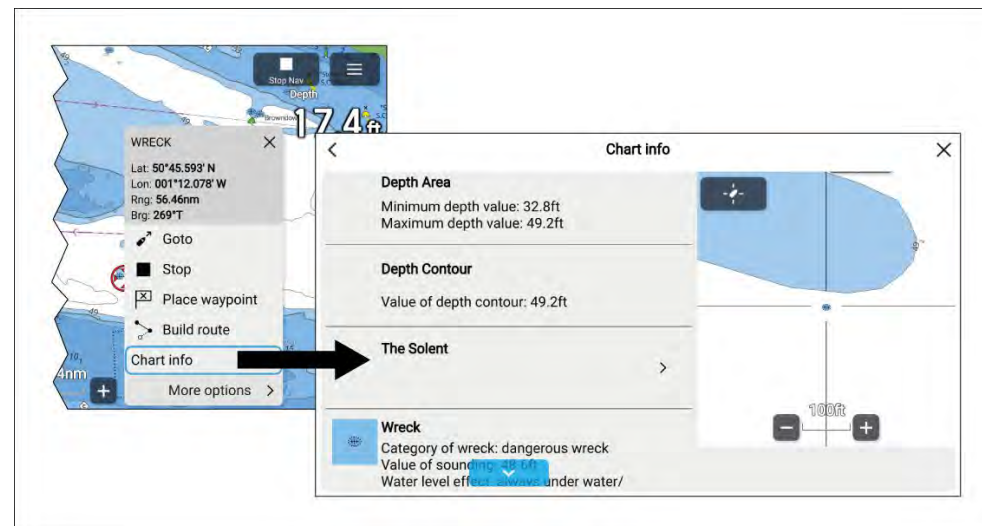 Stop Nav
Depth
17.4ft
Brownslow
WRECK
Lat: 50°45.593' N
Lon: 001°12.078' W
Rng: 56.46nm
Brg: 269°T
Goto
Stop
Place waypoint
Build route
Chart info
More options
4nm
Chart info
Depth Area
Minimum depth value: 32.8ft
Maximum depth value: 49.2ft
Depth Contour
Value of depth contour: 49.2ft
The Solent
Wreck
Category of wreck: dangerous wreck
Value of sounding: 48.6ft
Water level effect: always under water/
49₂
100ft